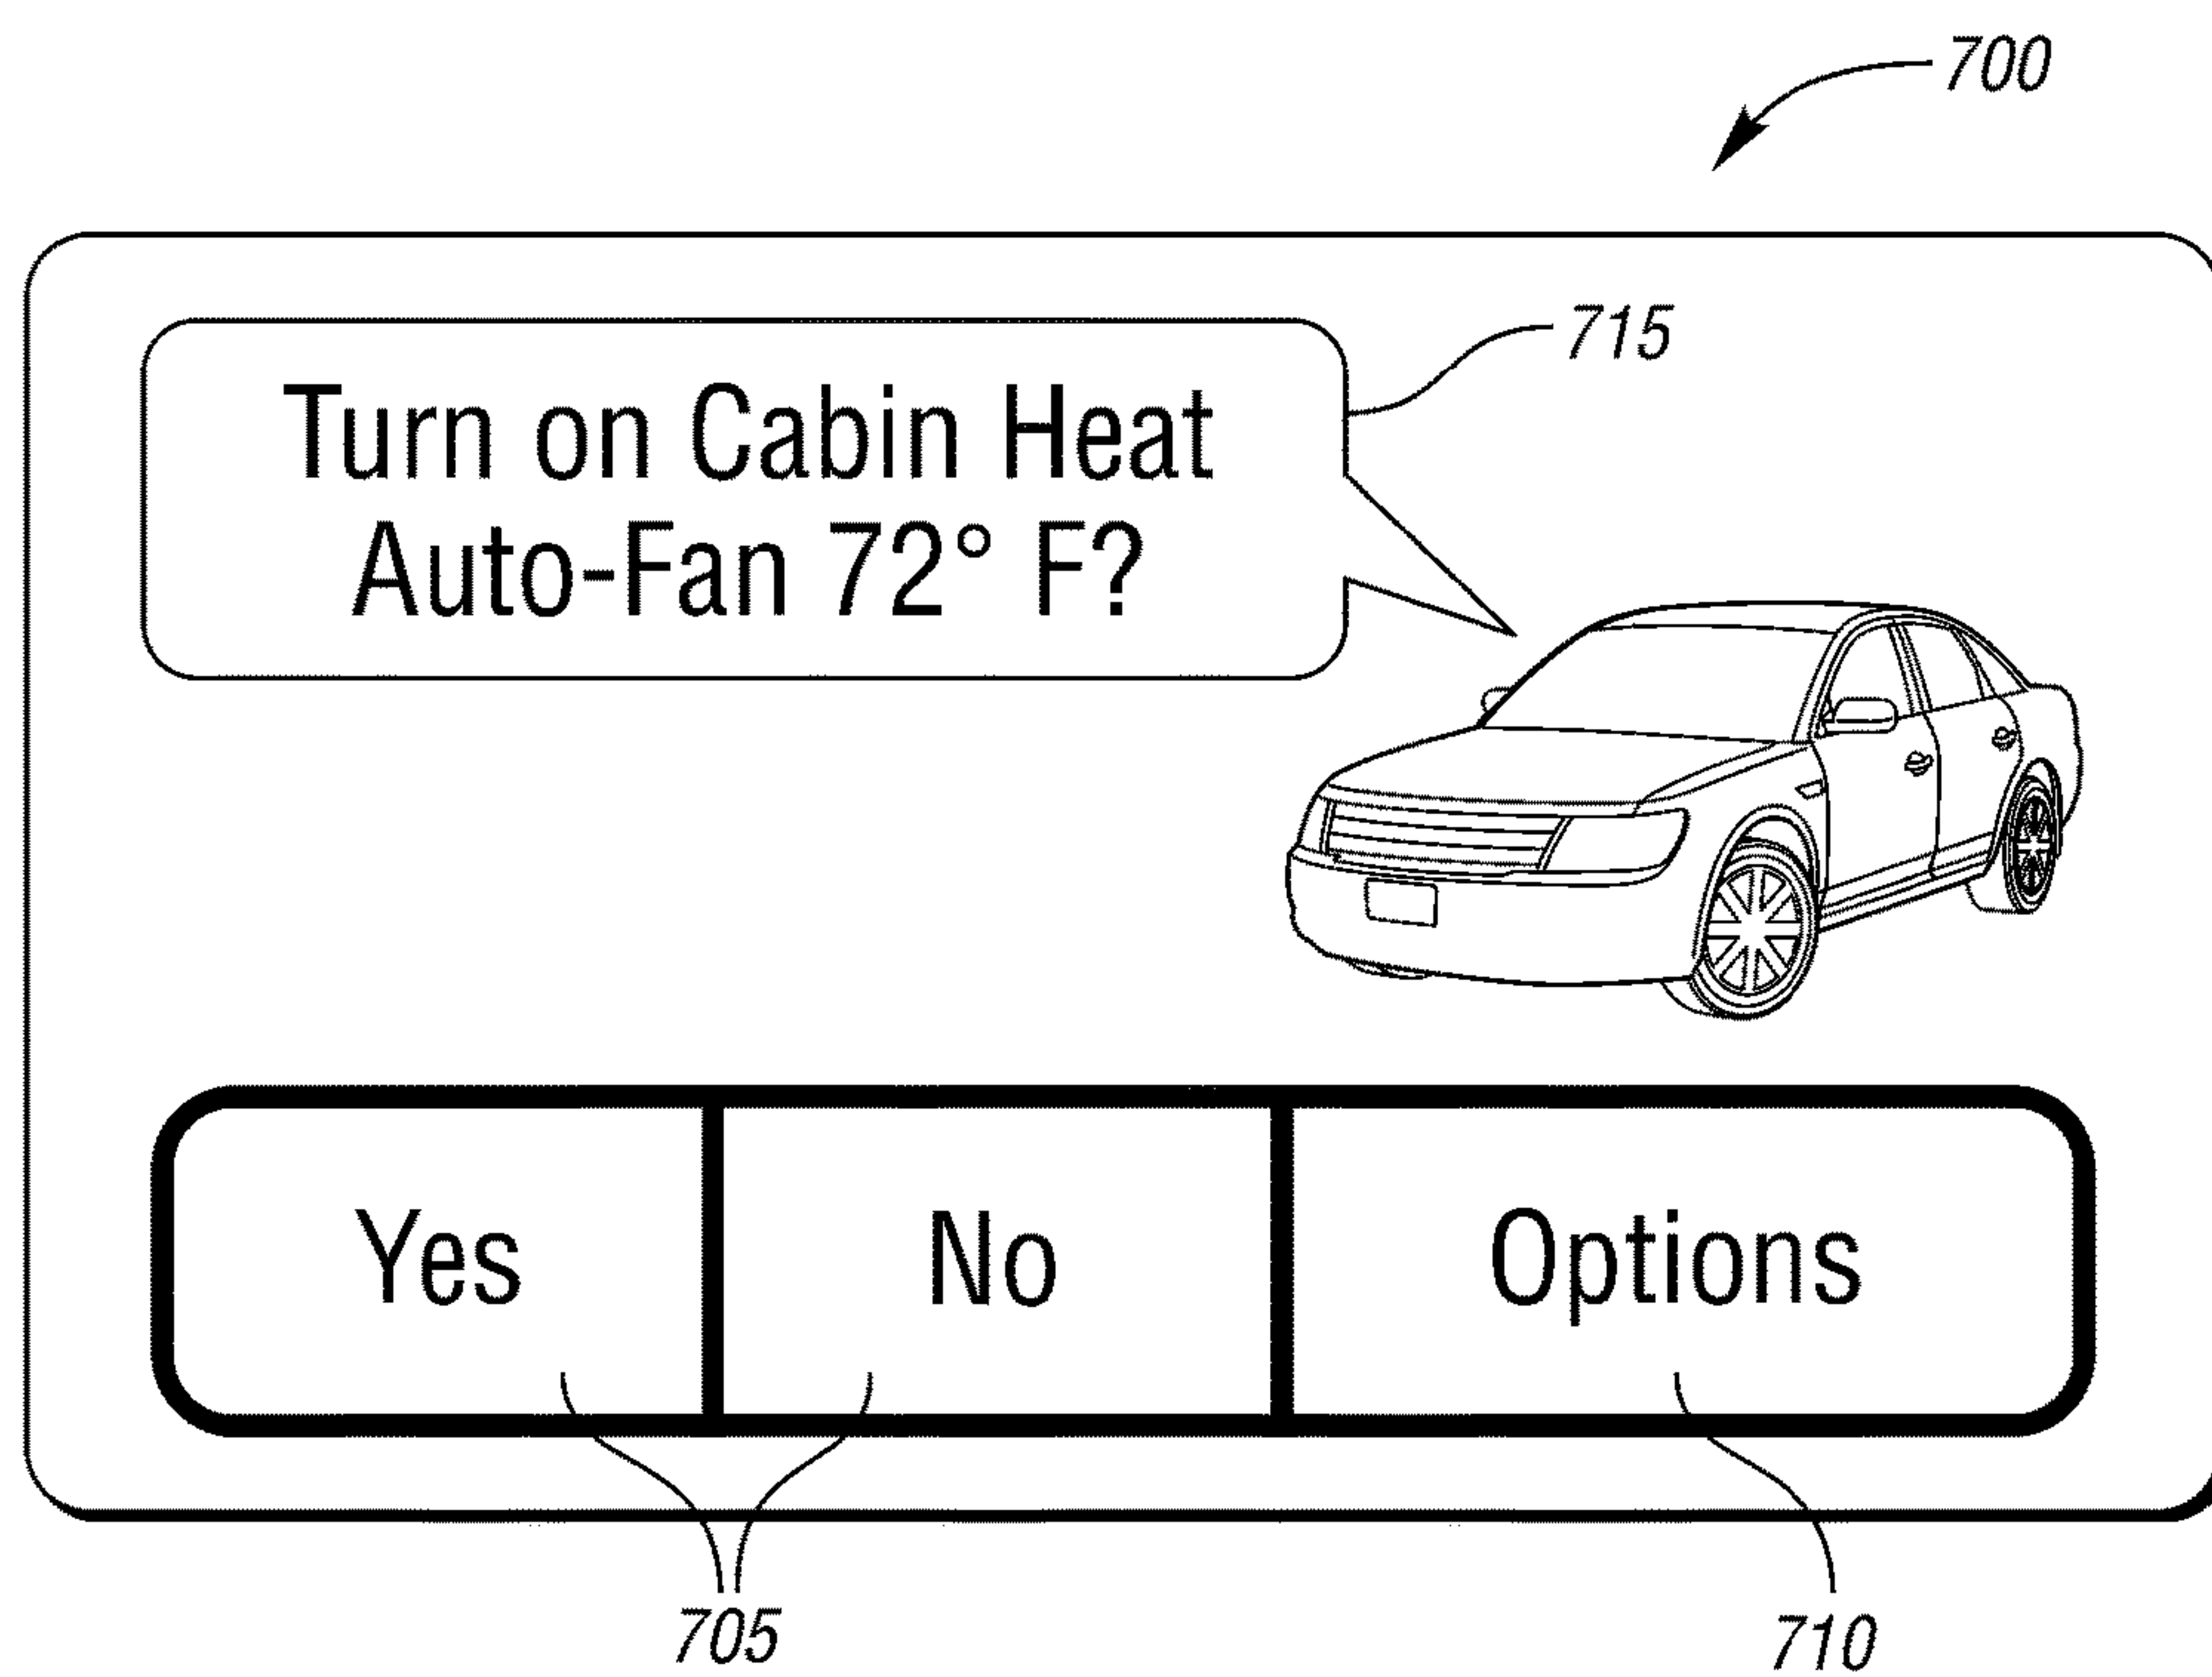 700
715
Turn on Cabin Heat
Auto-Fan 72° F?
Yes No Options
705 710